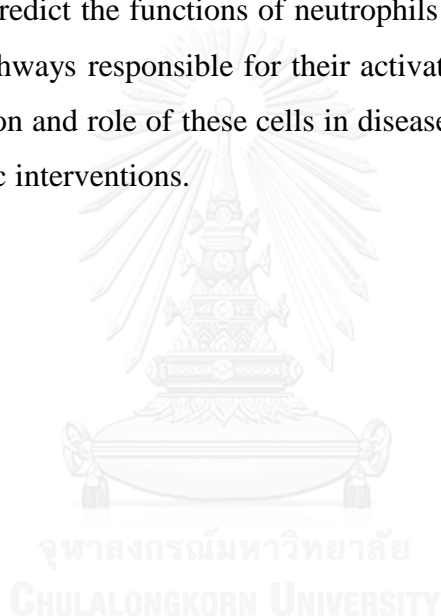 redict the functions of neutrophils
hways responsible for their activat
on and role of these cells in disease
c interventions.
จุฬาลงกรณ์มหาวิทยาลัย
CHULALONGKORN UNIVERSITY